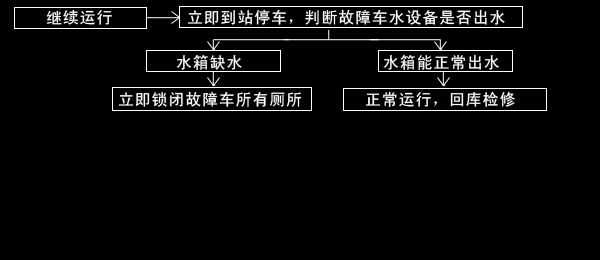 继续运行
立即到站停车，判断故障车水设备是否出水
水箱缺水
水箱能正常出水
立即锁闭故障车所有厕所
正常运行，回库检修